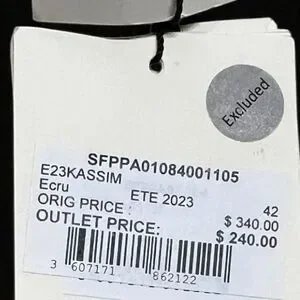 Excluded
SFPPA01084001105
E23KASSIM
Ecru ETE 2023 42
ORIG PRICE : $ 340.00
OUTLET PRICE: $ 240.00
3 607171 862122